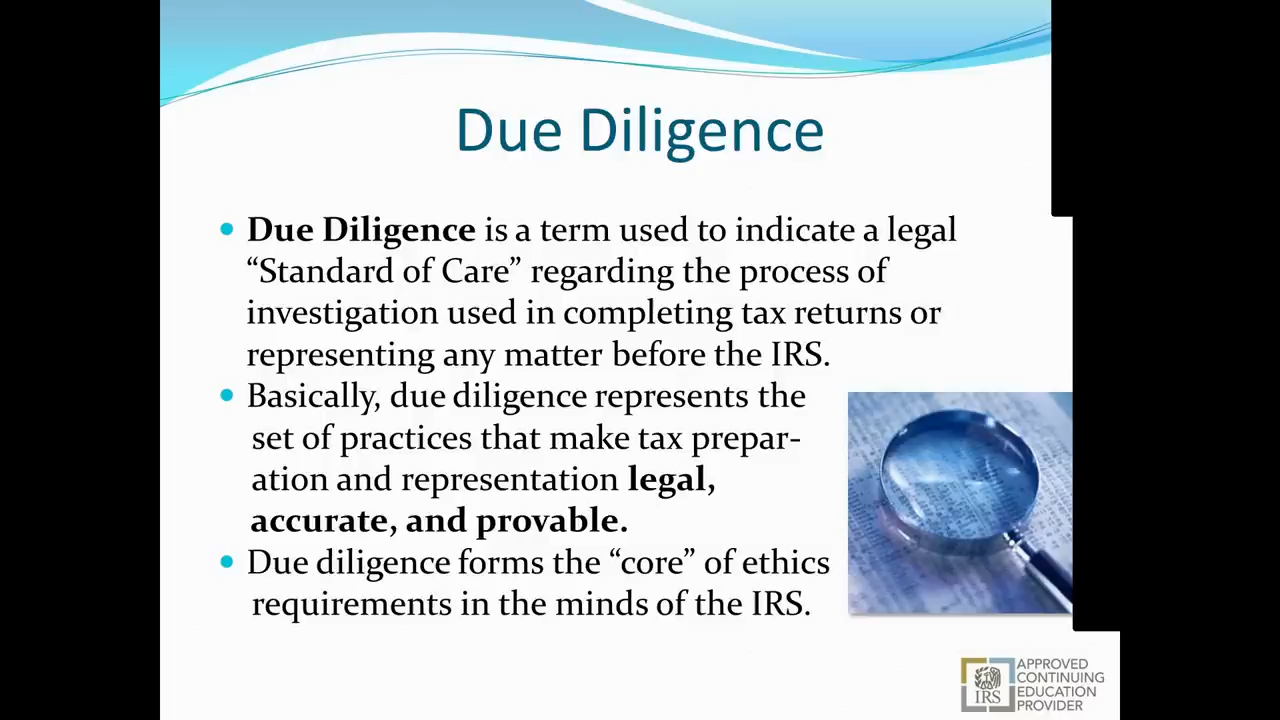 Due Diligence
• Due Diligence is a term used to indicate a legal
“Standard of Care” regarding the process of
investigation used in completing tax returns or
representing any matter before the IRS.
• Basically, due diligence represents the
set of practices that make tax prepar-
ation and representation legal,
accurate, and provable.
• Due diligence forms the “core” of ethics
requirements in the minds of the IRS.
IRS
APPROVED
CONTINUING
EDUCATION
PROVIDER